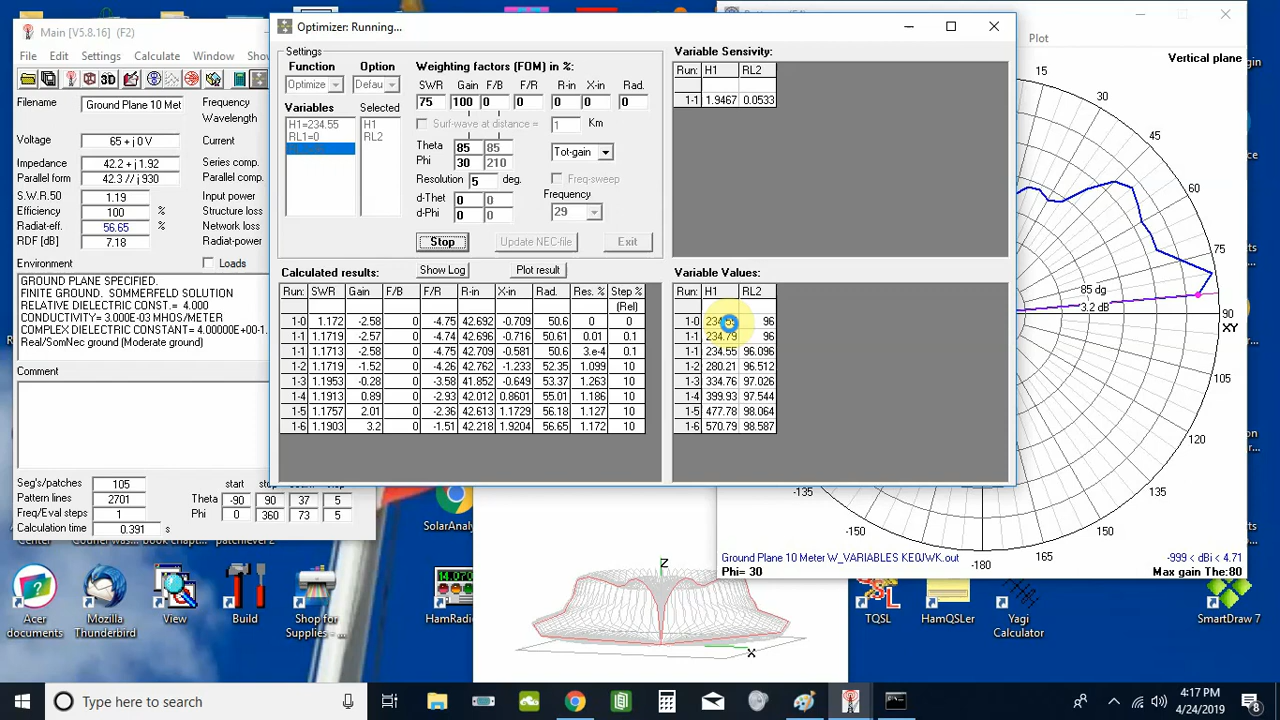 Main [V5.8.16] (F2)
File Edit Settings Calculate Window Show
Filename Ground Plane 10 Met Frequency
Wavelength
Voltage 65 + j 0 V Current
Impedance 42.2 + j 1.92 Series comp.
Parallel form 42.3 // j 930 Parallel comp.
S.W.R.50 1.19 Input power
Efficiency 100 % Structure loss
Radiat-eff. 56.65 % Network loss
RDF [dB] 7.18 Radiat-power
Environment Loads
GROUND PLANE SPECIFIED.
FINITE GROUND. SOMMERFELD SOLUTION
RELATIVE DIELECTRIC CONST.= 4.000
CONDUCTIVITY= 3.000E-03 MHOS/METER
COMPLEX DIELECTRIC CONSTANT= 4.00000E+00-1.
Rcsl/SomNec ground (Moderate ground)
Comment
Seg's/patches 105
Pattern lines 2701
Freq/Eval steps 1
Calculation time 0.391 s
start
Theta -90 90 37 5
Phi 0 360 73 5
Optimizer: Running...
Settings
Function Option Weighting factors (FOM) in %:
Optimize Defau
SWR Gain F/B F/R R-in X-in Rad.
75 100 0 0 0 0 0
Variables Selected
H1=234.55 H1
RL1=0 RL2
Surf-wave at distance = 1 Km
Theta 85 85
Phi 30 210
Tot-gain
Resolution 5 deg.
Freq-sweep
d-Thet 0 0
d-Phi 0 0
Frequency
29
Stop Update NEC-file Exit
Calculated results: Show Log Plot result
Run: SWR Gain F/B F/R R-in X-in Rad. Res. % Step %
(Rel)
1-0 1.172 -2.58 0 -4.75 42.692 -0.709 50.6 0 0
1-1 1.1719 -2.57 0 -4.74 42.696 -0.716 50.61 0.01 0.1
1-1 1.1713 -2.58 0 -4.75 42.709 -0.581 50.6 3.e-4 0.1
1-2 1.1719 -1.52 0 -4.26 42.792 -1.233 52.35 1.099 10
1-3 1.1953 -0.28 0 -3.58 41.852 -0.649 53.37 1.263 10
1-4 1.1913 0.89 0 -2.93 42.012 0.8601 55.01 1.186 10
1-5 1.1757 2.01 0 -2.36 42.613 1.1729 56.18 1.127 10
1-6 1.1903 3.2 0 -1.51 42.218 1.9204 56.65 1.172 10
Variable Sensivity:
Run: H1 RL2
1-1 1.9467 0.0533
Variable Values:
Run: H1 RL2
1-0 96
1-1 234.79 96
1-1 234.55 96.096
1-2 280.21 96.512
1-3 334.76 97.026
1-4 399.93 97.544
1-5 477.78 98.064
1-6 570.79 98.587
Plot
Vertical plane
15
30
45
60
75
85 dg
-3.2 dB
90
XY
105
120
135
150
165
-180
-150
-135
Ground Plane 10 Meter W_VARIABLES KE0JWK.out -999 < dBi < 4.71
Phi= 30 Max gain The:80
Z
X
SolarAnaly
Acer
documents
Mozilla
Thunderbird
View
Build
Shop for
Supplies - ...
14.070
HamRadio
TQSL
HamQSLer
Yagi
Calculator
SmartDraw 7
Type here to search
4:17 PM
4/24/2019
8